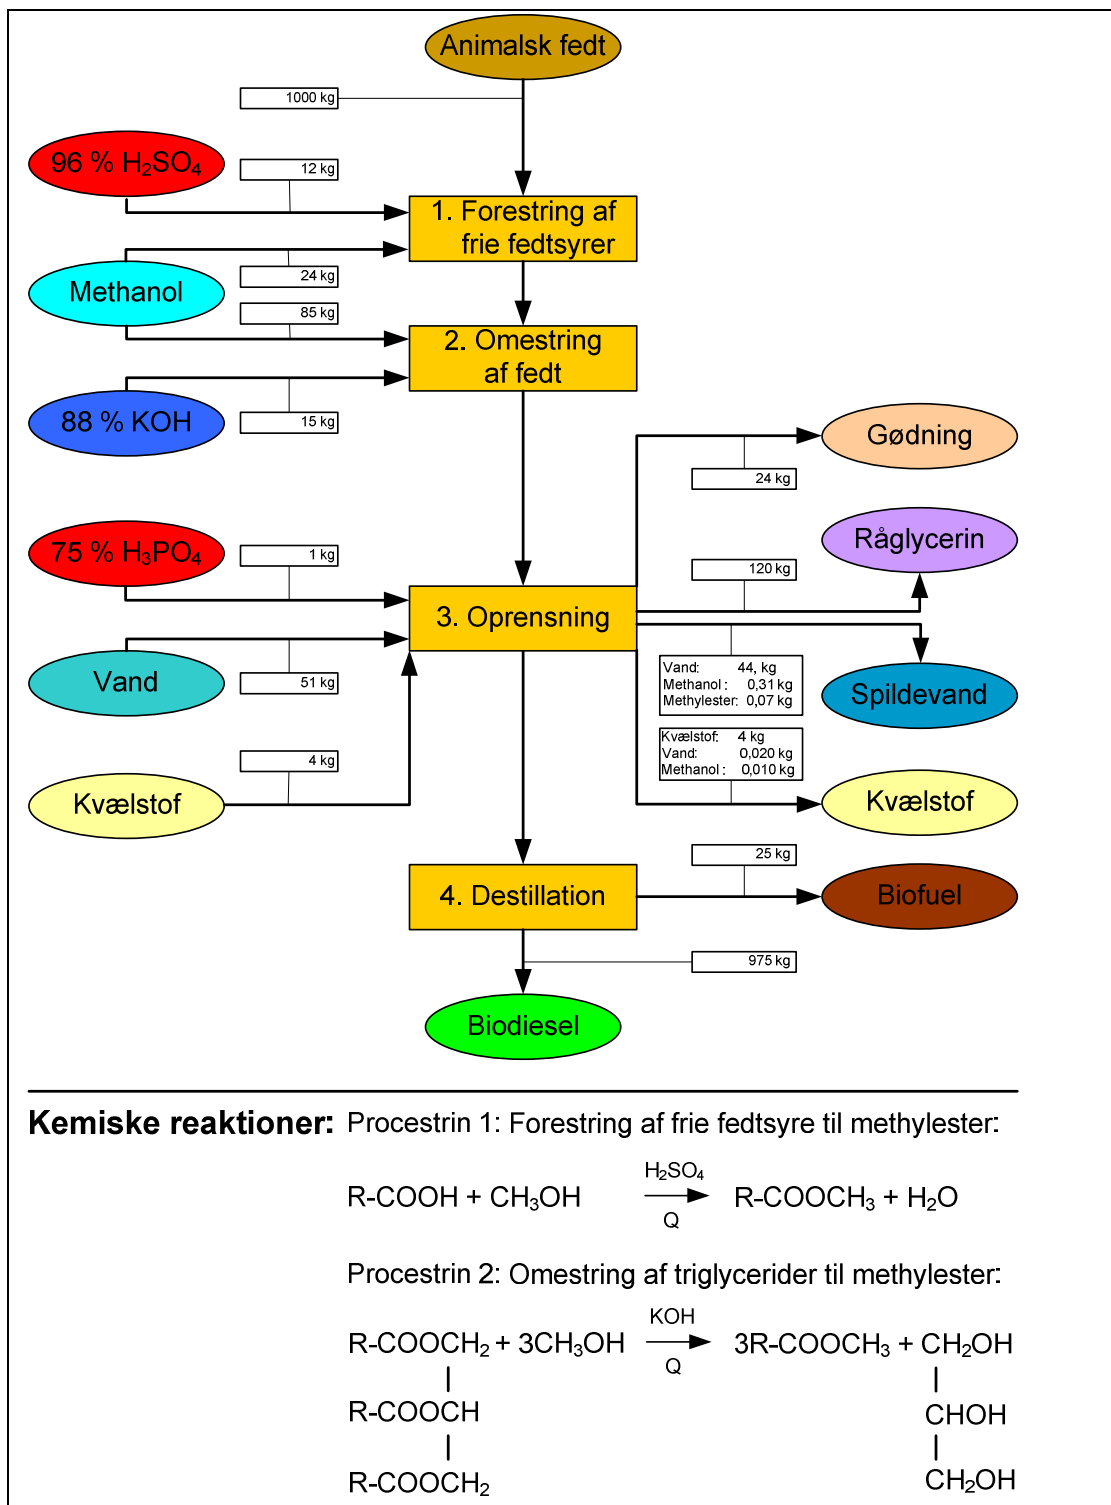 Animalsk fedt
1000 kg
96 % H₂SO₄
12 kg
1. Forestring af
frie fedtsyrer
Methanol
24 kg
85 kg
2. Omestring
af fedt
88 % KOH
15 kg
Gødning
24 kg
75 % H₃PO₄
1 kg
Råglycerin
120 kg
3. Oprensning
Vand
51 kg
Vand: 44, kg
Methanol : 0,31 kg
Methylester: 0,07 kg
Spildevand
Kvælstof: 4 kg
Vand: 0,020 kg
Methanol : 0,010 kg
4 kg
Kvælstof
Kvælstof
25 kg
4. Destillation
Biofuel
975 kg
Biodiesel
Kemiske reaktioner: Procestrin 1: Forestring af frie fedtsyre til methylester:
H₂SO₄
R-COOH + CH₃OH R-COOCH₃ + H₂O
Q
Procestrin 2: Omestring af triglycerider til methylester:
KOH
R-COOCH₂ + 3CH₃OH 3R-COOCH₃ + CH₂OH
Q
R-COOCH CHOH
R-COOCH₂ CH₂OH